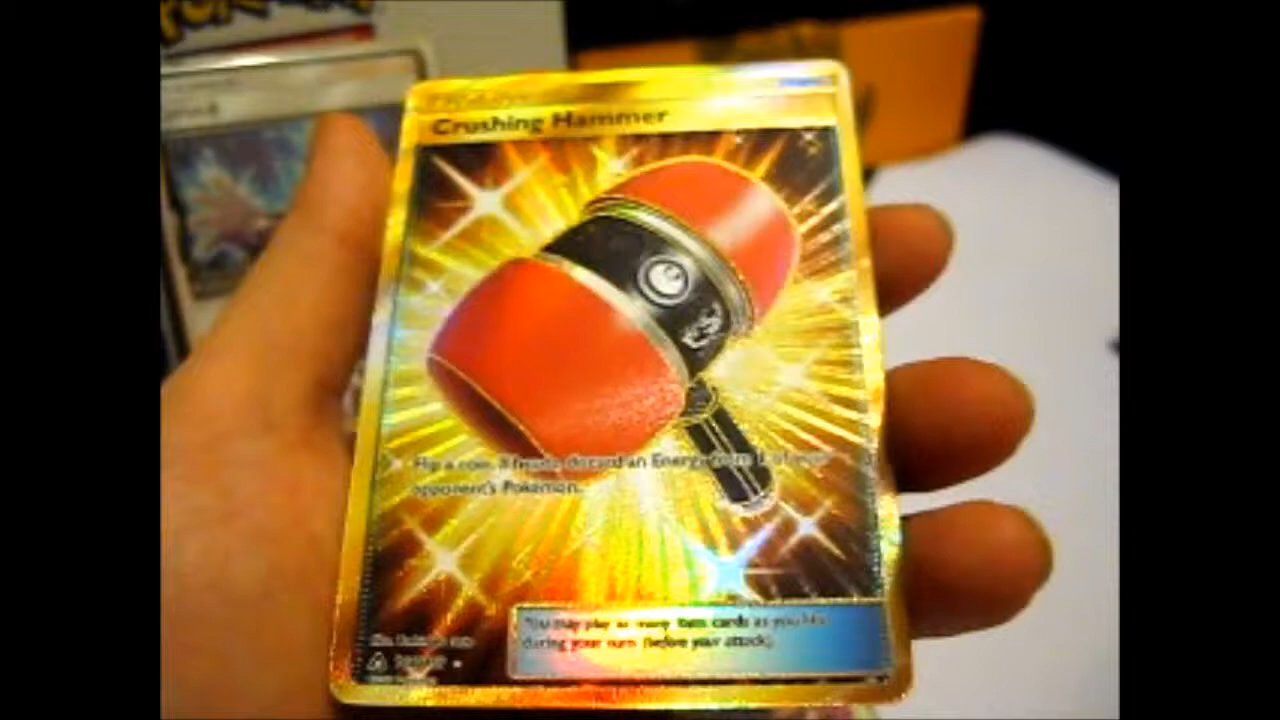 POKéM
Crushing Hammer
Flip a coin. If heads, discard an Energy from 1 of your
opponent's Pokémon.
You may play as many Item cards as you like
during your turn (before your attack).